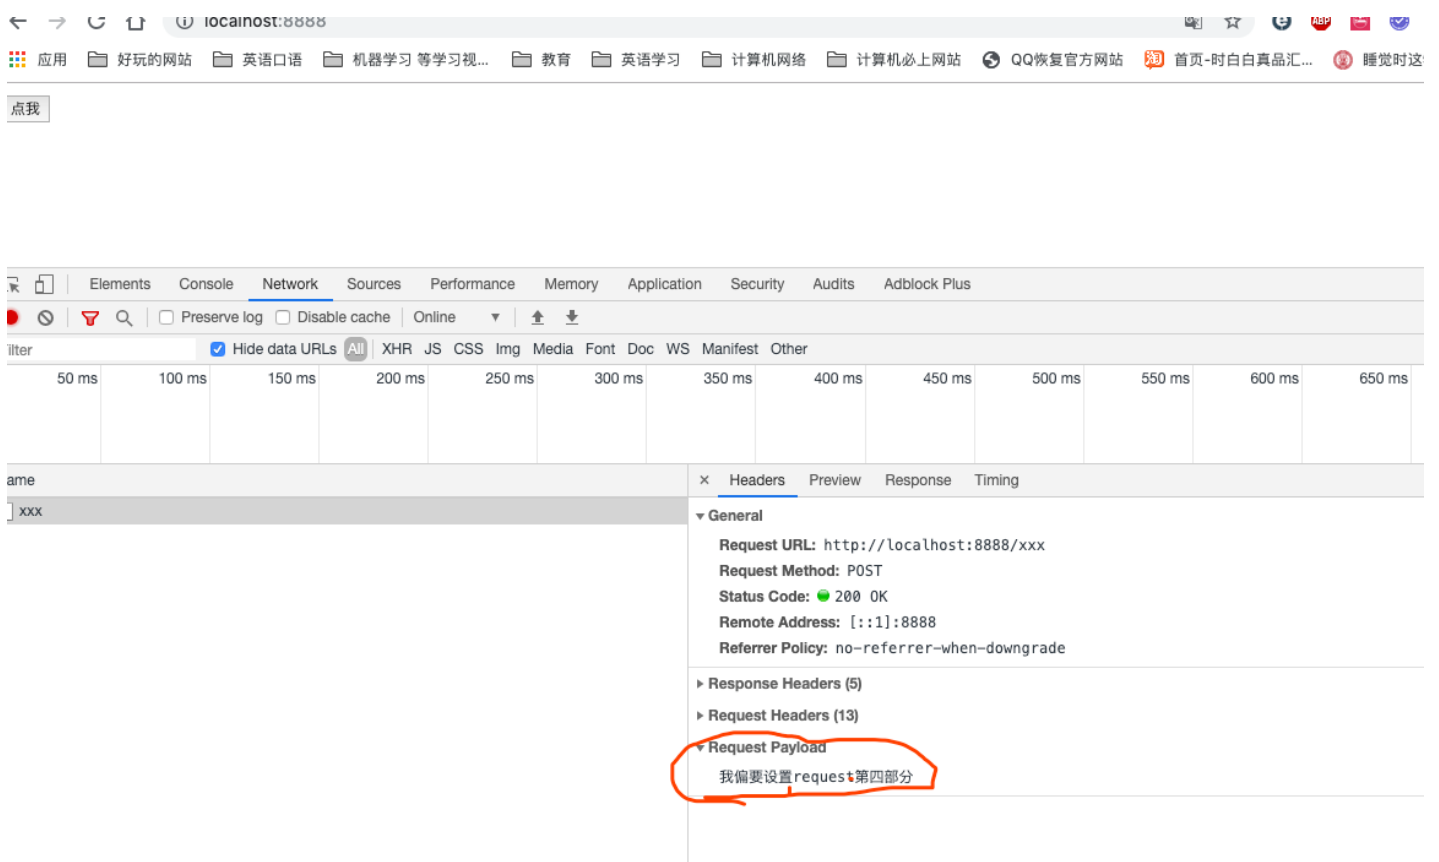 localhost:8888
应用 好玩的网站 英语口语 机器学习 等学习视... 教育 英语学习 计算机网络 计算机必上网站 QQ恢复官方网站 首页-时白白真品汇... 睡觉时这
点我
Elements Console Network Sources Performance Memory Application Security Audits Adblock Plus
Preserve log Disable cache Online
ilter Hide data URLs All XHR JS CSS Img Media Font Doc WS Manifest Other
50 ms 100 ms 150 ms 200 ms 250 ms 300 ms 350 ms 400 ms 450 ms 500 ms 550 ms 600 ms 650 ms
ame × Headers Preview Response Timing
xxx
General
Request URL: http://localhost:8888/xxx
Request Method: POST
Status Code: 200 OK
Remote Address: [::1]:8888
Referrer Policy: no-referrer-when-downgrade
Response Headers (5)
Request Headers (13)
Request Payload
我偏要设置request第四部分